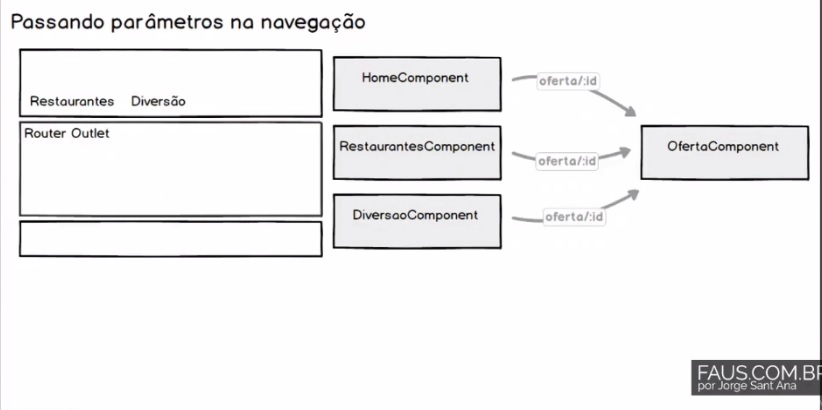 Passando parâmetros na navegação
Restaurantes Diversão
Router Outlet
HomeComponent
RestaurantesComponent
DiversaoComponent
oferta/:id
oferta/:id
oferta/:id
OfertaComponent
FAUS.COM.BR
por Jorge Sant Ana